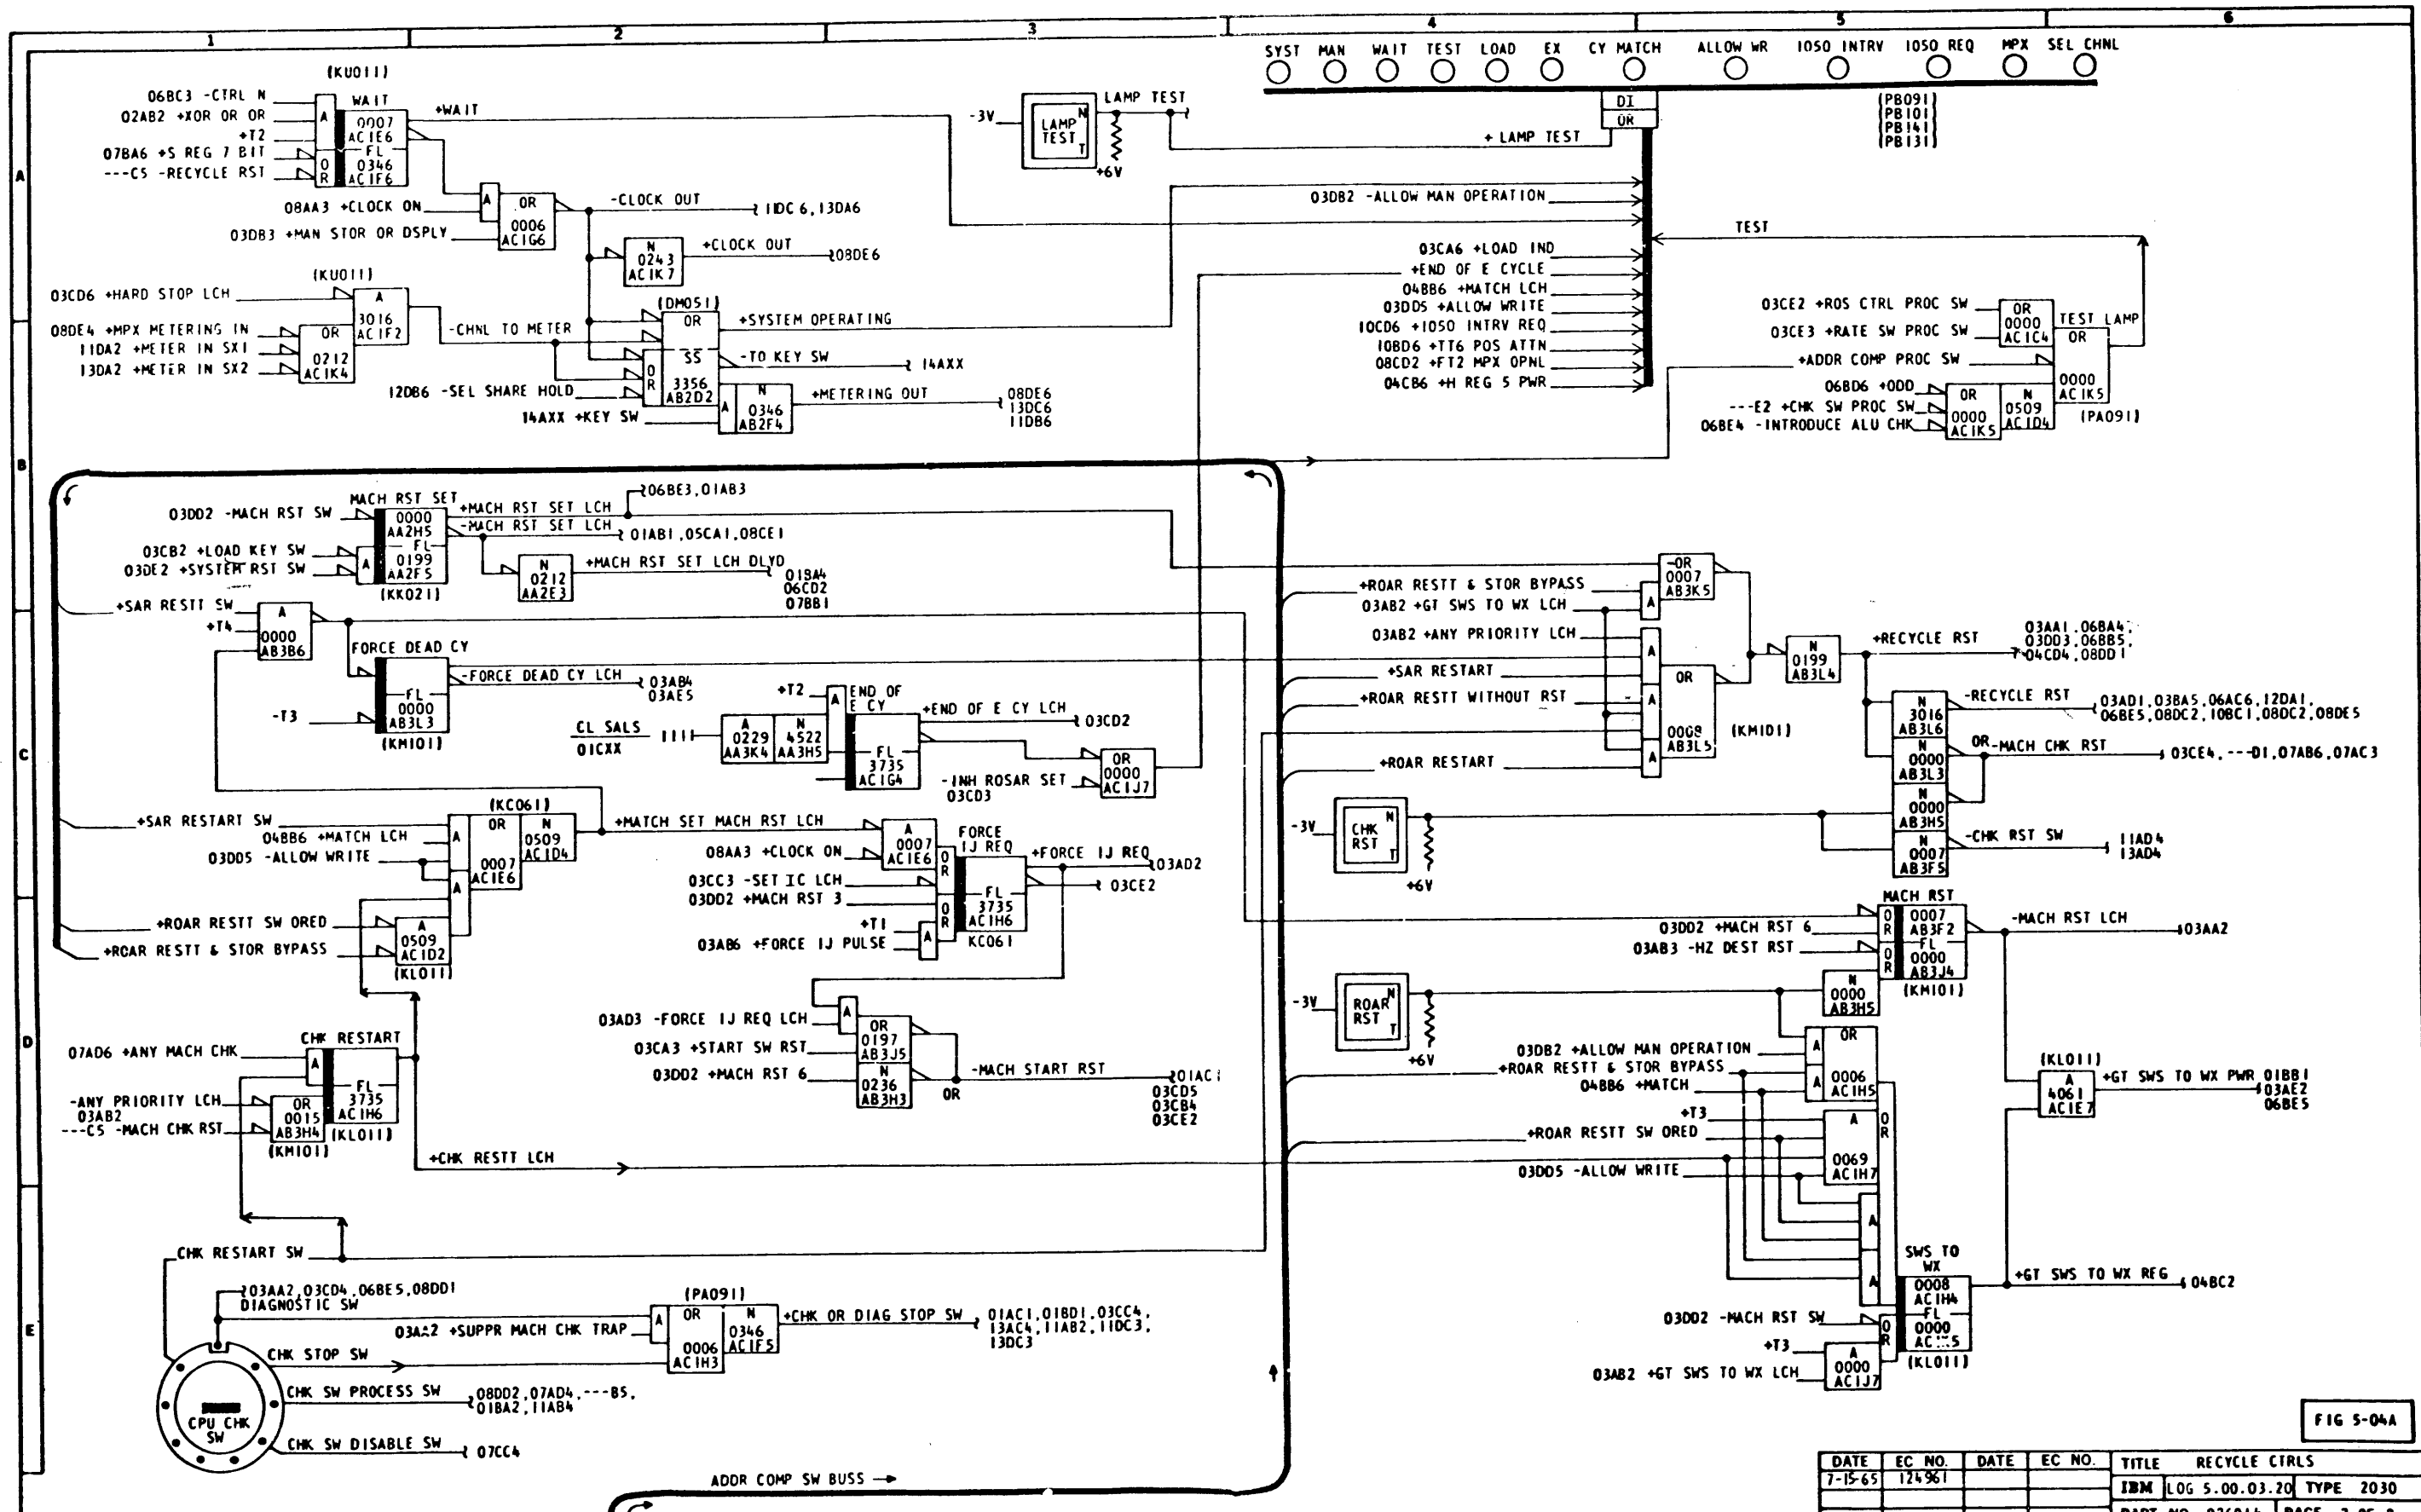 1 2 3 4 5 6
SYST MAN WAIT TEST LOAD EX CY MATCH ALLOW WR 1050 INTRV 1050 REQ MPX SEL CHNL
A
(KU011)
06BC3 -CTRL N
02AB2 +XOR OR OR
+T2
07BA6 +S REG 7 BIT
---C5 -RECYCLE RST
A
OR
WAIT
0007
AC1E6
FL
0346
AC1F6
+WAIT
08AA3 +CLOCK ON
03DB3 +MAN STOR OR DSPLY
A
OR
0006
AC1G6
-CLOCK OUT
11DC6,13DA6
N
0243
AC1K7
+CLOCK OUT
08DE6
-3V
LAMP TEST
N
T
LAMP TEST
+6V
DI
OR
+ LAMP TEST
(PB091)
(PB101)
(PB141)
(PB131)
03DB2 -ALLOW MAN OPERATION
TEST
03CA6 +LOAD IND
+END OF E CYCLE
04BB6 +MATCH LCH
03DD5 +ALLOW WRITE
10CD6 +1050 INTRV REQ
10BD6 +TT6 POS ATTN
08CD2 +FT2 MPX OPNL
04CB6 +H REG 5 PWR
(KU011)
03CD6 +HARD STOP LCH
08DE4 +MPX METERING IN
11DA2 +METER IN SX1
13DA2 +METER IN SX2
A
3016
AC1F2
OR
0212
AC1K4
-CHNL TO METER
(DM051)
OR
SS
3356
AB2D2
OR
+SYSTEM OPERATING
-TO KEY SW
14AXX
12DB6 -SEL SHARE HOLD
14AXX +KEY SW
A
N
0346
AB2F4
+METERING OUT
08DE6
13DC6
11DB6
03CE2 +ROS CTRL PROC SW
03CE3 +RATE SW PROC SW
+ADDR COMP PROC SW
06BD6 +ODD
---E2 +CHK SW PROC SW
06BE4 -INTRODUCE ALU CHK
OR
0000
AC1C4
TEST LAMP
OR
0000
AC1K5
OR
0000
AC1K5
N
0509
AC1D4
(PA091)
B
MACH RST SET
03DD2 -MACH RST SW
03CB2 +LOAD KEY SW
03DE2 +SYSTEM RST SW
A
0000
AA2H5
FL
0199
AA2F5
(KK021)
+MACH RST SET LCH
06BE3,01AB3
-MACH RST SET LCH
01AB1,05CA1,08CE1
N
0212
AA2E3
+MACH RST SET LCH DLYD
01BA4
06CD2
07BB1
+SAR RESTT SW
+T4
A
0000
AB3B6
FORCE DEAD CY
-T3
FL
0000
AB3L3
(KM101)
-FORCE DEAD CY LCH
03AB4
03AE5
+ROAR RESTT & STOR BYPASS
03AB2 +GT SWS TO WX LCH
A
-OR
0007
AB3K5
03AB2 +ANY PRIORITY LCH
+SAR RESTART
+ROAR RESTT WITHOUT RST
+ROAR RESTART
A
A
A
OR
0008
AB3L5
(KM101)
N
0199
AB3L4
+RECYCLE RST
03AA1,06BA4,
03DD3,06BB5,
04CD4,08DD1
N
3016
AB3L6
-RECYCLE RST
03AD1,03BA5,06AC6,12DA1,
06BE5,08DC2,10BC1,08DC2,08DE5
N
0000
AB3L3
OR
-MACH CHK RST
03CE4,---D1,07AB6,07AC3
N
0000
AB3H5
N
0007
AB3F5
-CHK RST SW
11AD4
13AD4
C
+T2
A
END OF E CY
CL SALS
01CXX
A
0229
AA3K4
N
4522
AA3H5
FL
3735
AC1G4
+END OF E CY LCH
03CD2
-INH ROSAR SET
03CD3
OR
0000
AC1J7
-3V
CHK RST
N
T
+6V
+SAR RESTART SW
04BB6 +MATCH LCH
03DD5 -ALLOW WRITE
(KC061)
A
A
OR
0007
AC1E6
N
0509
AC1D4
+MATCH SET MACH RST LCH
08AA3 +CLOCK ON
03CC3 -SET IC LCH
03DD2 +MACH RST 3
+T1
03AB6 +FORCE IJ PULSE
A
0007
AC1E6
OR
OR
A
FORCE IJ REQ
FL
3735
AC1H6
KC061
+FORCE IJ REQ
03AD2
03CE2
+ROAR RESTT SW ORED
+ROAR RESTT & STOR BYPASS
A
0509
AC1D2
(KL011)
MACH RST
03DD2 +MACH RST 6
03AB3 -HZ DEST RST
OR
OR
0007
AB3F2
FL
0000
AB3J4
(KM101)
-MACH RST LCH
03AA2
-3V
ROAR RST
N
T
+6V
N
0000
AB3H5
D
07AD6 +ANY MACH CHK
-ANY PRIORITY LCH
03AB2
---C5 -MACH CHK RST
CHK RESTART
A
FL
3735
AC1H6
(KL011)
OR
0015
AB3H4
(KM101)
+CHK RESTT LCH
03AD3 -FORCE IJ REQ LCH
03CA3 +START SW RST
03DD2 +MACH RST 6
A
OR
0197
AB3J5
N
0236
AB3H3
OR
-MACH START RST
01AC1
03CD5
03CB4
03CE2
03DB2 +ALLOW MAN OPERATION
+ROAR RESTT & STOR BYPASS
04BB6 +MATCH
+T3
+ROAR RESTT SW ORED
03DD5 -ALLOW WRITE
A
A
OR
0006
AC1H5
A
0069
AC1H7
OR
A
A
(KL011)
A
4061
AC1E7
+GT SWS TO WX PWR
01BB1
03AE2
06BE5
SWS TO WX
0008
AC1H4
FL
0000
(KL011)
+GT SWS TO WX REG
04BC2
03DD2 -MACH RST SW
+T3
03AB2 +GT SWS TO WX LCH
OR
A
0000
AC1J7
E
CHK RESTART SW
03AA2,03CD4,06BE5,08DD1
DIAGNOSTIC SW
03AA2 +SUPPR MACH CHK TRAP
(PA091)
A
OR
0006
AC1H3
N
0346
AC1F5
+CHK OR DIAG STOP SW
01AC1,01BD1,03CC4,
13AC4,11AB2,11DC3,
13DC3
CHK STOP SW
CPU CHK SW
CHK SW PROCESS SW
08DD2,07AD4,---B5,
01BA2,11AB4
CHK SW DISABLE SW
07CC4
ADDR COMP SW BUSS
FIG 5-04A
DATE EC NO. DATE EC NO. TITLE RECYCLE CTRLS
7-15-65 124961
IBM LOG 5.00.03.20 TYPE 2030